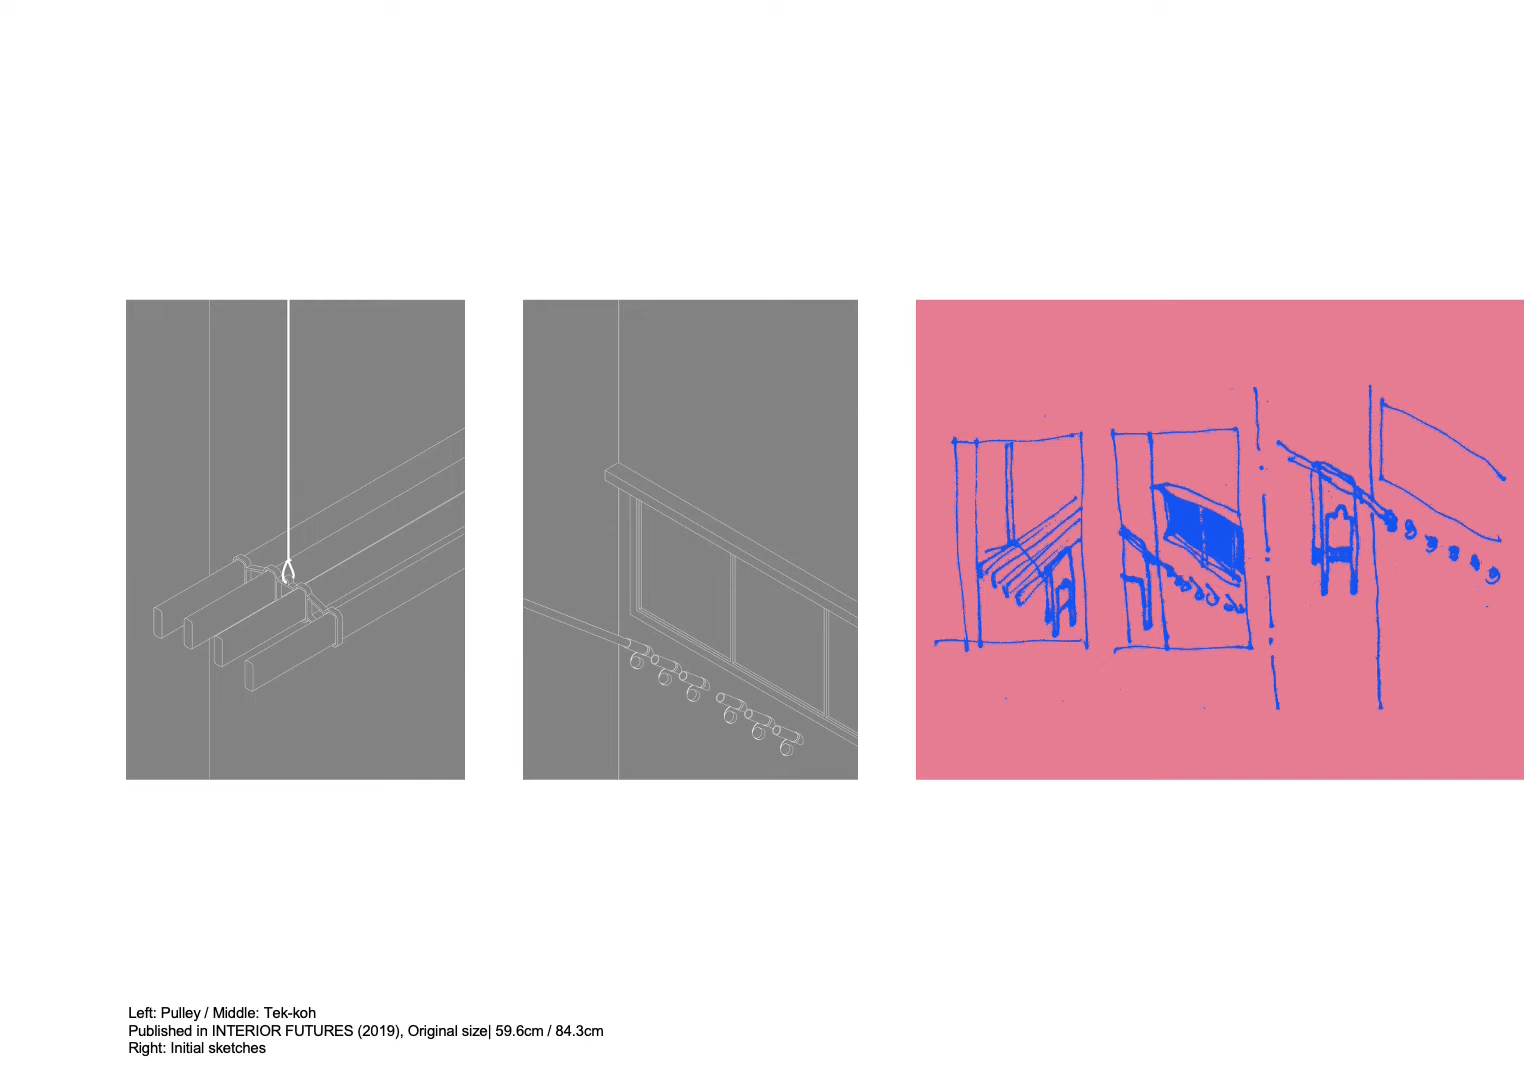 Left: Pulley / Middle: Tek-koh
Published in INTERIOR FUTURES (2019), Original size| 59.6cm / 84.3cm
Right: Initial sketches